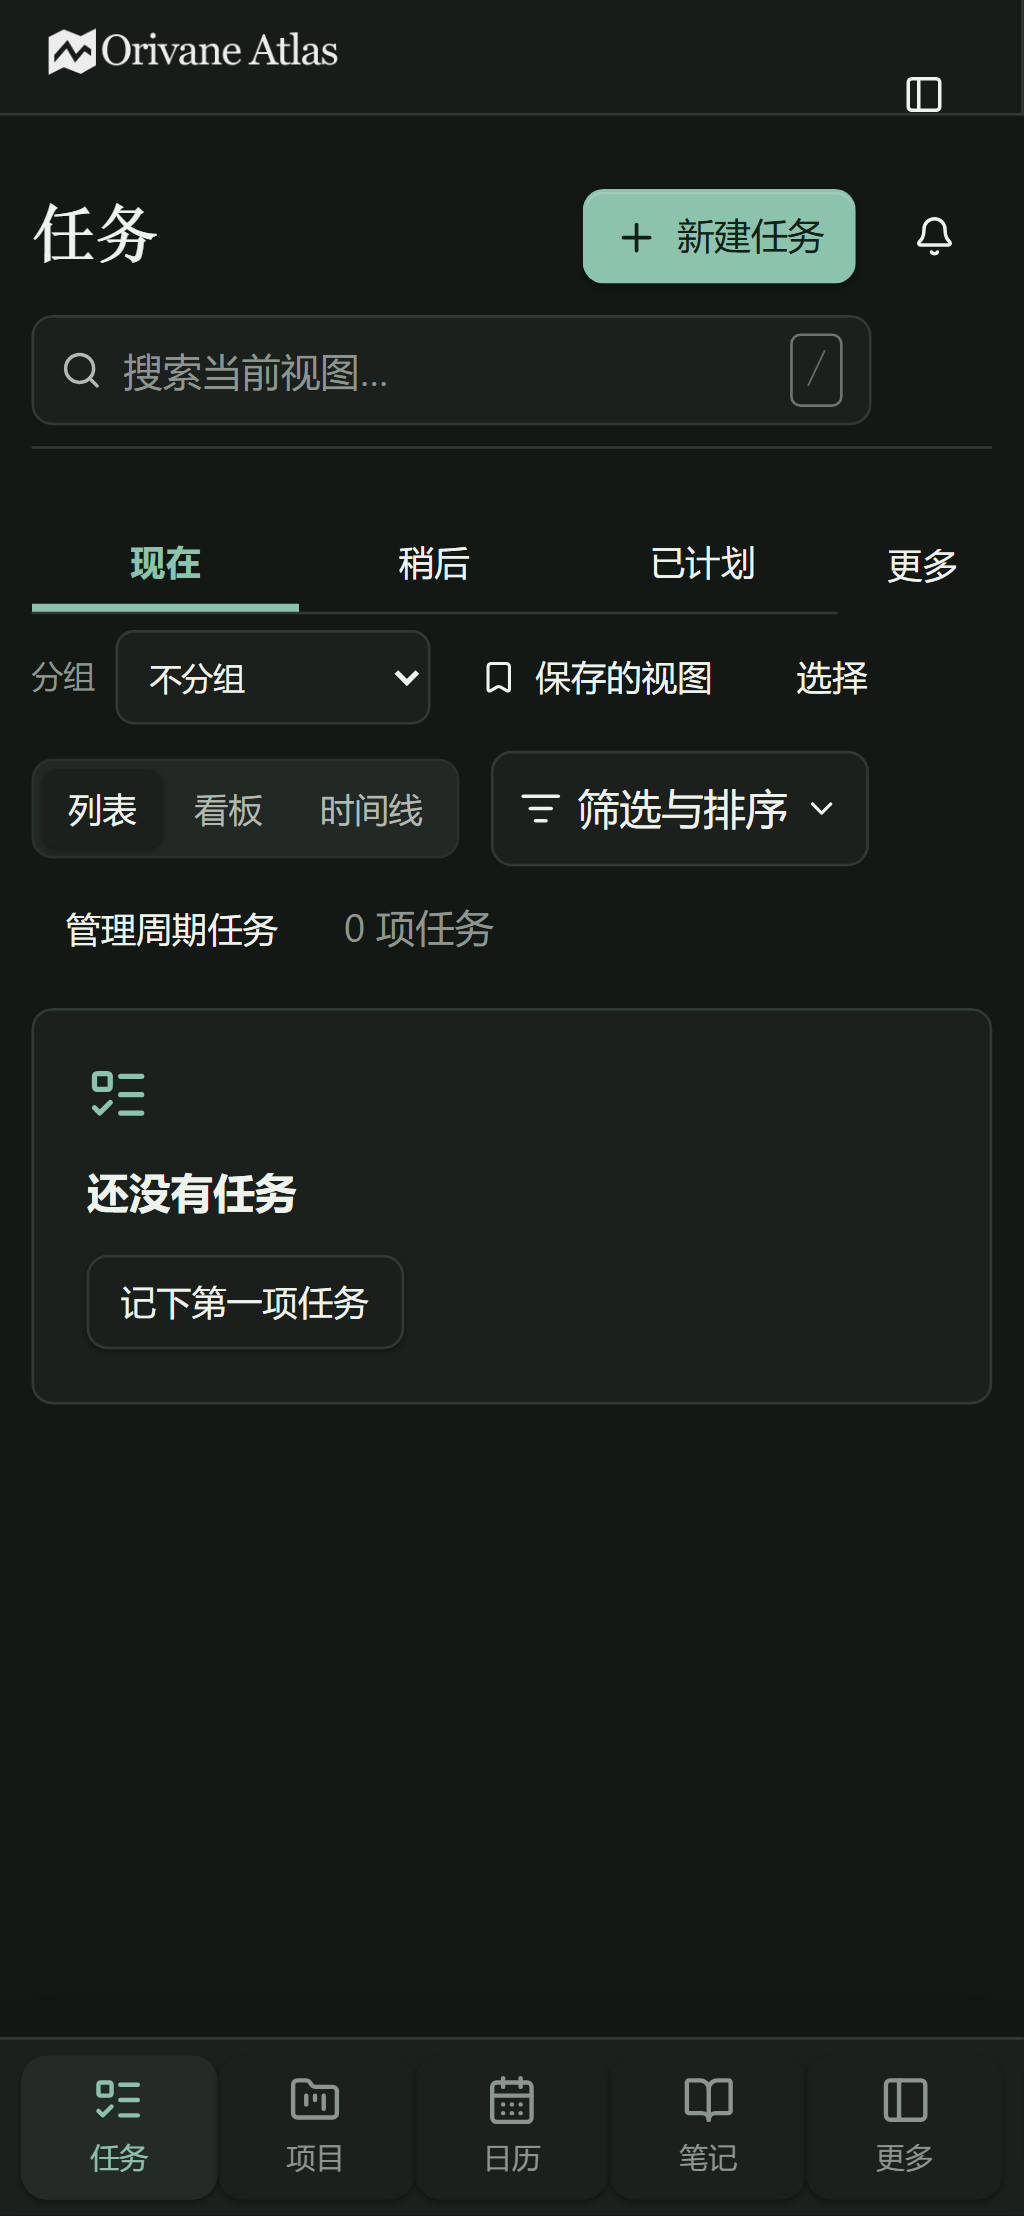 Orivane Atlas
任务
新建任务
搜索当前视图...
/
现在 稍后 已计划 更多
分组 不分组 保存的视图 选择
列表 看板 时间线 筛选与排序
管理周期任务 0 项任务
还没有任务
记下第一项任务
任务 项目 日历 笔记 更多